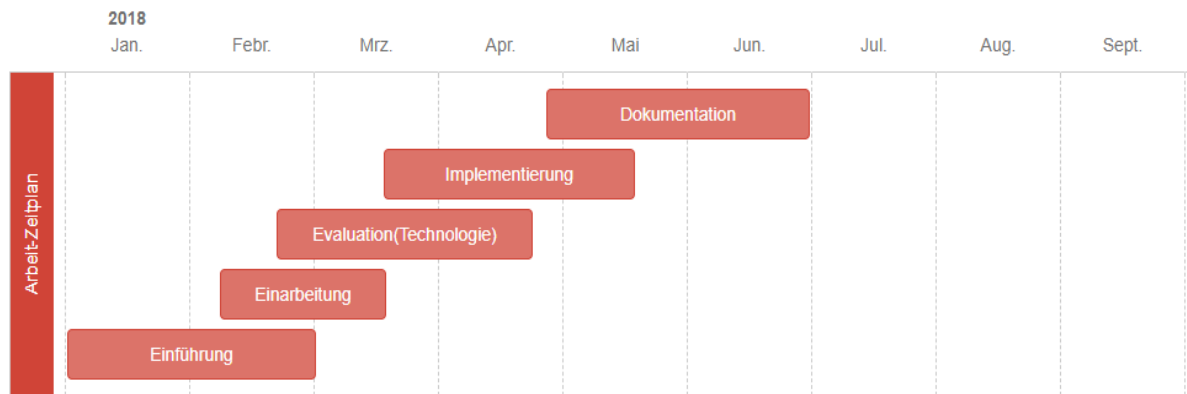 2018
Jan.
Febr.
Mrz.
Apr.
Mai
Jun.
Jul.
Aug.
Sept.
Arbeit-Zeitplan
Dokumentation
Implementierung
Evaluation(Technologie)
Einarbeitung
Einführung